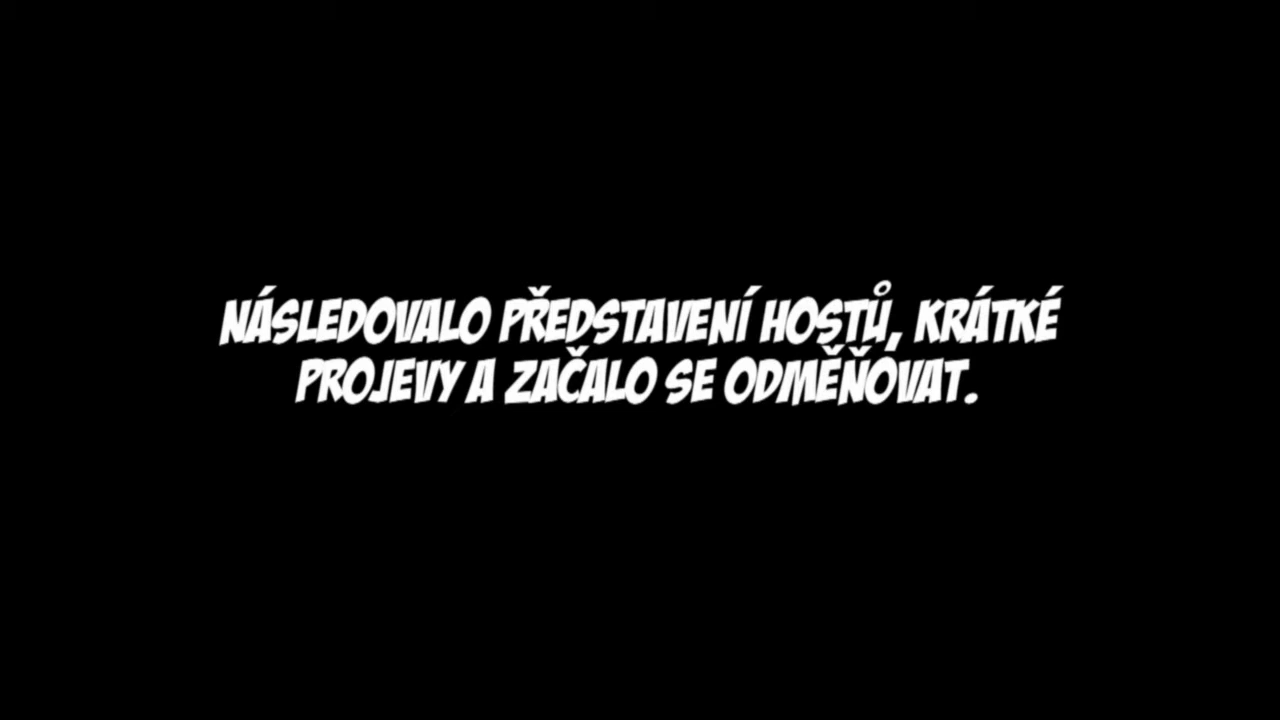 NÁSLEDOVALO PŘEDSTAVENÍ HOSTŮ, KRÁTKÉ
PROJEVY A ZAČALO SE ODMĚŇOVAT.